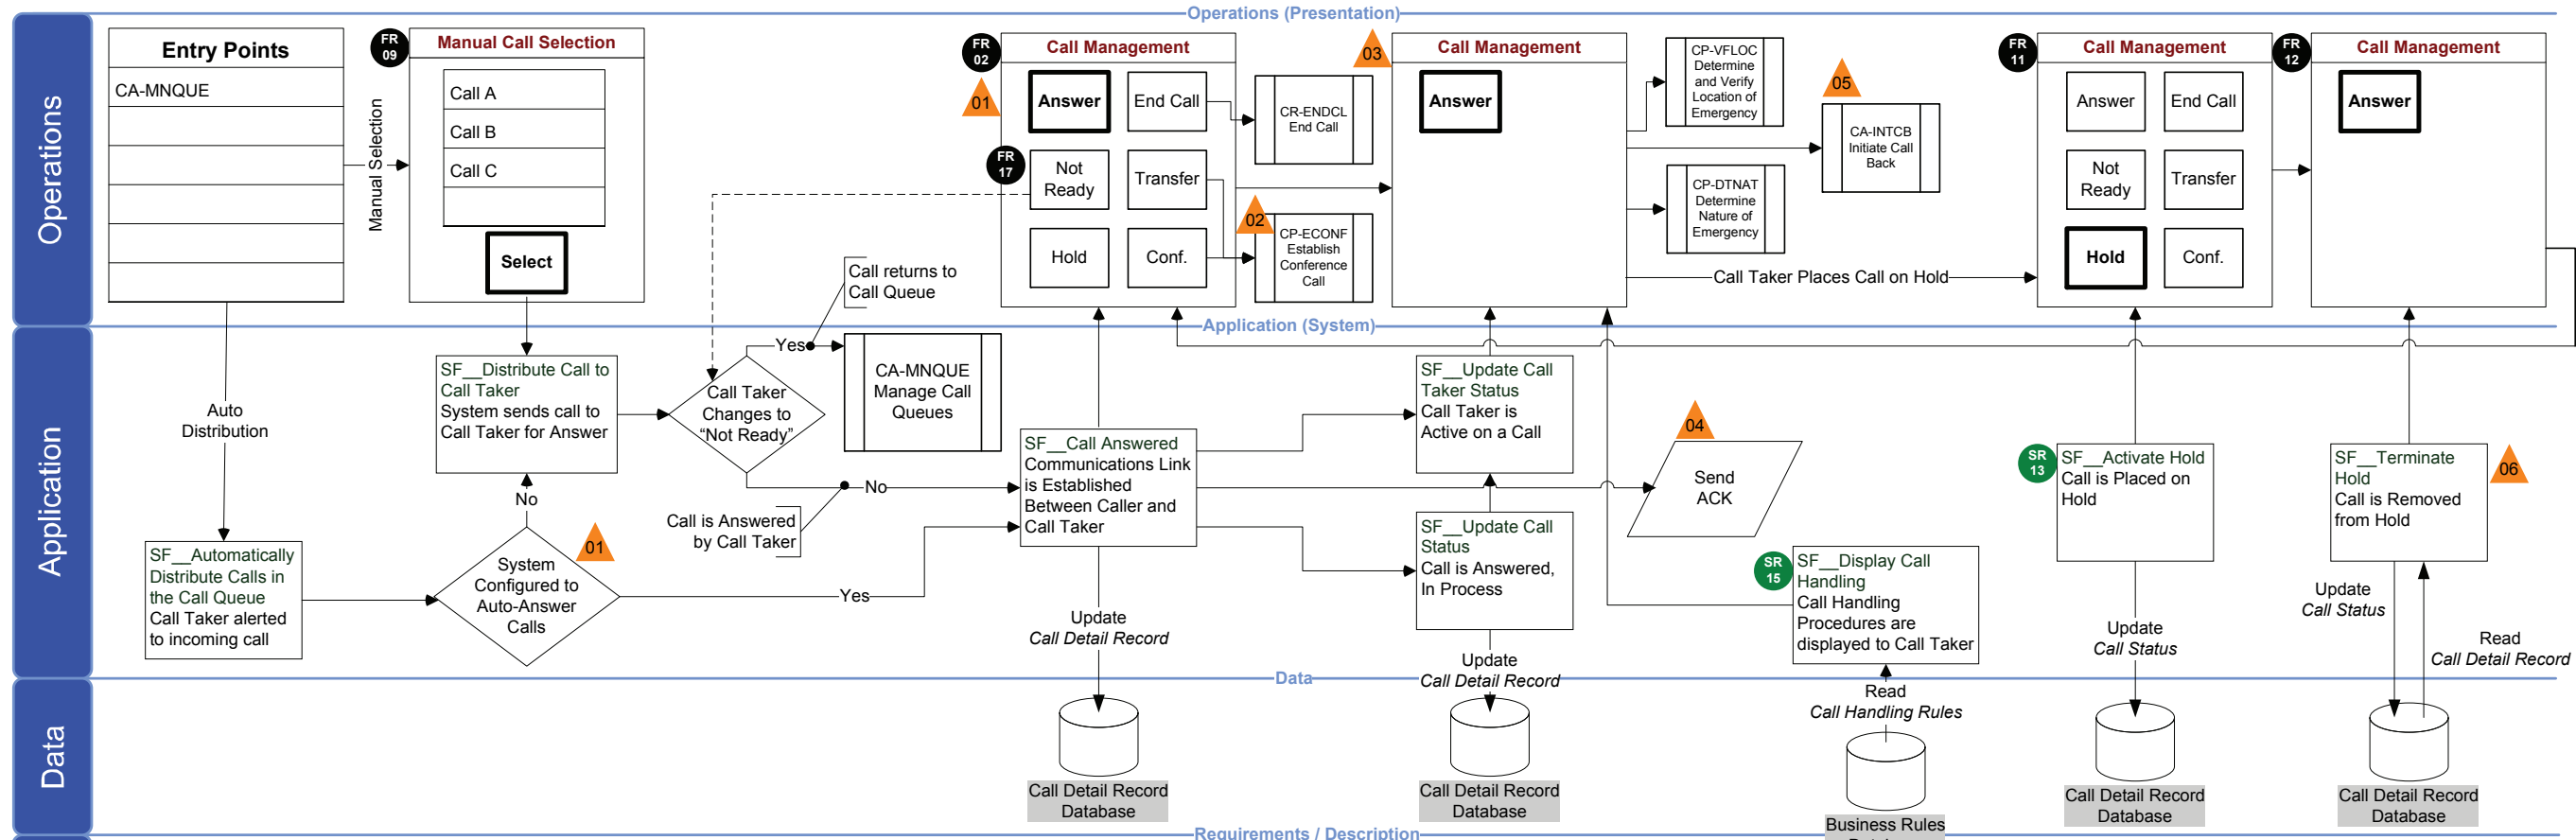 Operations (Presentation)
Operations
Entry Points
CA-MNQUE
Manual Selection
FR
09
Manual Call Selection
Call A
Call B
Call C
Select
FR
02
01
Call Management
Answer
End Call
FR
17
Not
Ready
Transfer
Hold
Conf.
CR-ENDCL
End Call
02
CP-ECONF
Establish
Conference
Call
03
Call Management
Answer
CP-VFLOC
Determine
and Verify
Location of
Emergency
05
CA-INTCB
Initiate Call
Back
CP-DTNAT
Determine
Nature of
Emergency
Call Taker Places Call on Hold
FR
11
Call Management
Answer
End Call
Not
Ready
Transfer
Hold
Conf.
FR
12
Call Management
Answer
Application (System)
Application
Auto
Distribution
SF__Automatically
Distribute Calls in
the Call Queue
Call Taker alerted
to incoming call
SF__Distribute Call to
Call Taker
System sends call to
Call Taker for Answer
No
01
System
Configured to
Auto-Answer
Calls
Yes
Call Taker
Changes to
“Not Ready”
Yes
Call returns to
Call Queue
CA-MNQUE
Manage Call
Queues
No
Call is Answered
by Call Taker
SF__Call Answered
Communications Link
is Established
Between Caller and
Call Taker
Update
Call Detail Record
SF__Update Call
Taker Status
Call Taker is
Active on a Call
SF__Update Call
Status
Call is Answered,
In Process
Update
Call Detail Record
04
Send
ACK
SR
15
SF__Display Call
Handling
Call Handling
Procedures are
displayed to Call Taker
Read
Call Handling Rules
SR
13
SF__Activate Hold
Call is Placed on
Hold
Update
Call Status
SF__Terminate
Hold
Call is Removed
from Hold
06
Update
Call Status
Read
Call Detail Record
Data
Data
Call Detail Record
Database
Call Detail Record
Database
Business Rules
Call Detail Record
Database
Call Detail Record
Database
Requirements / Description